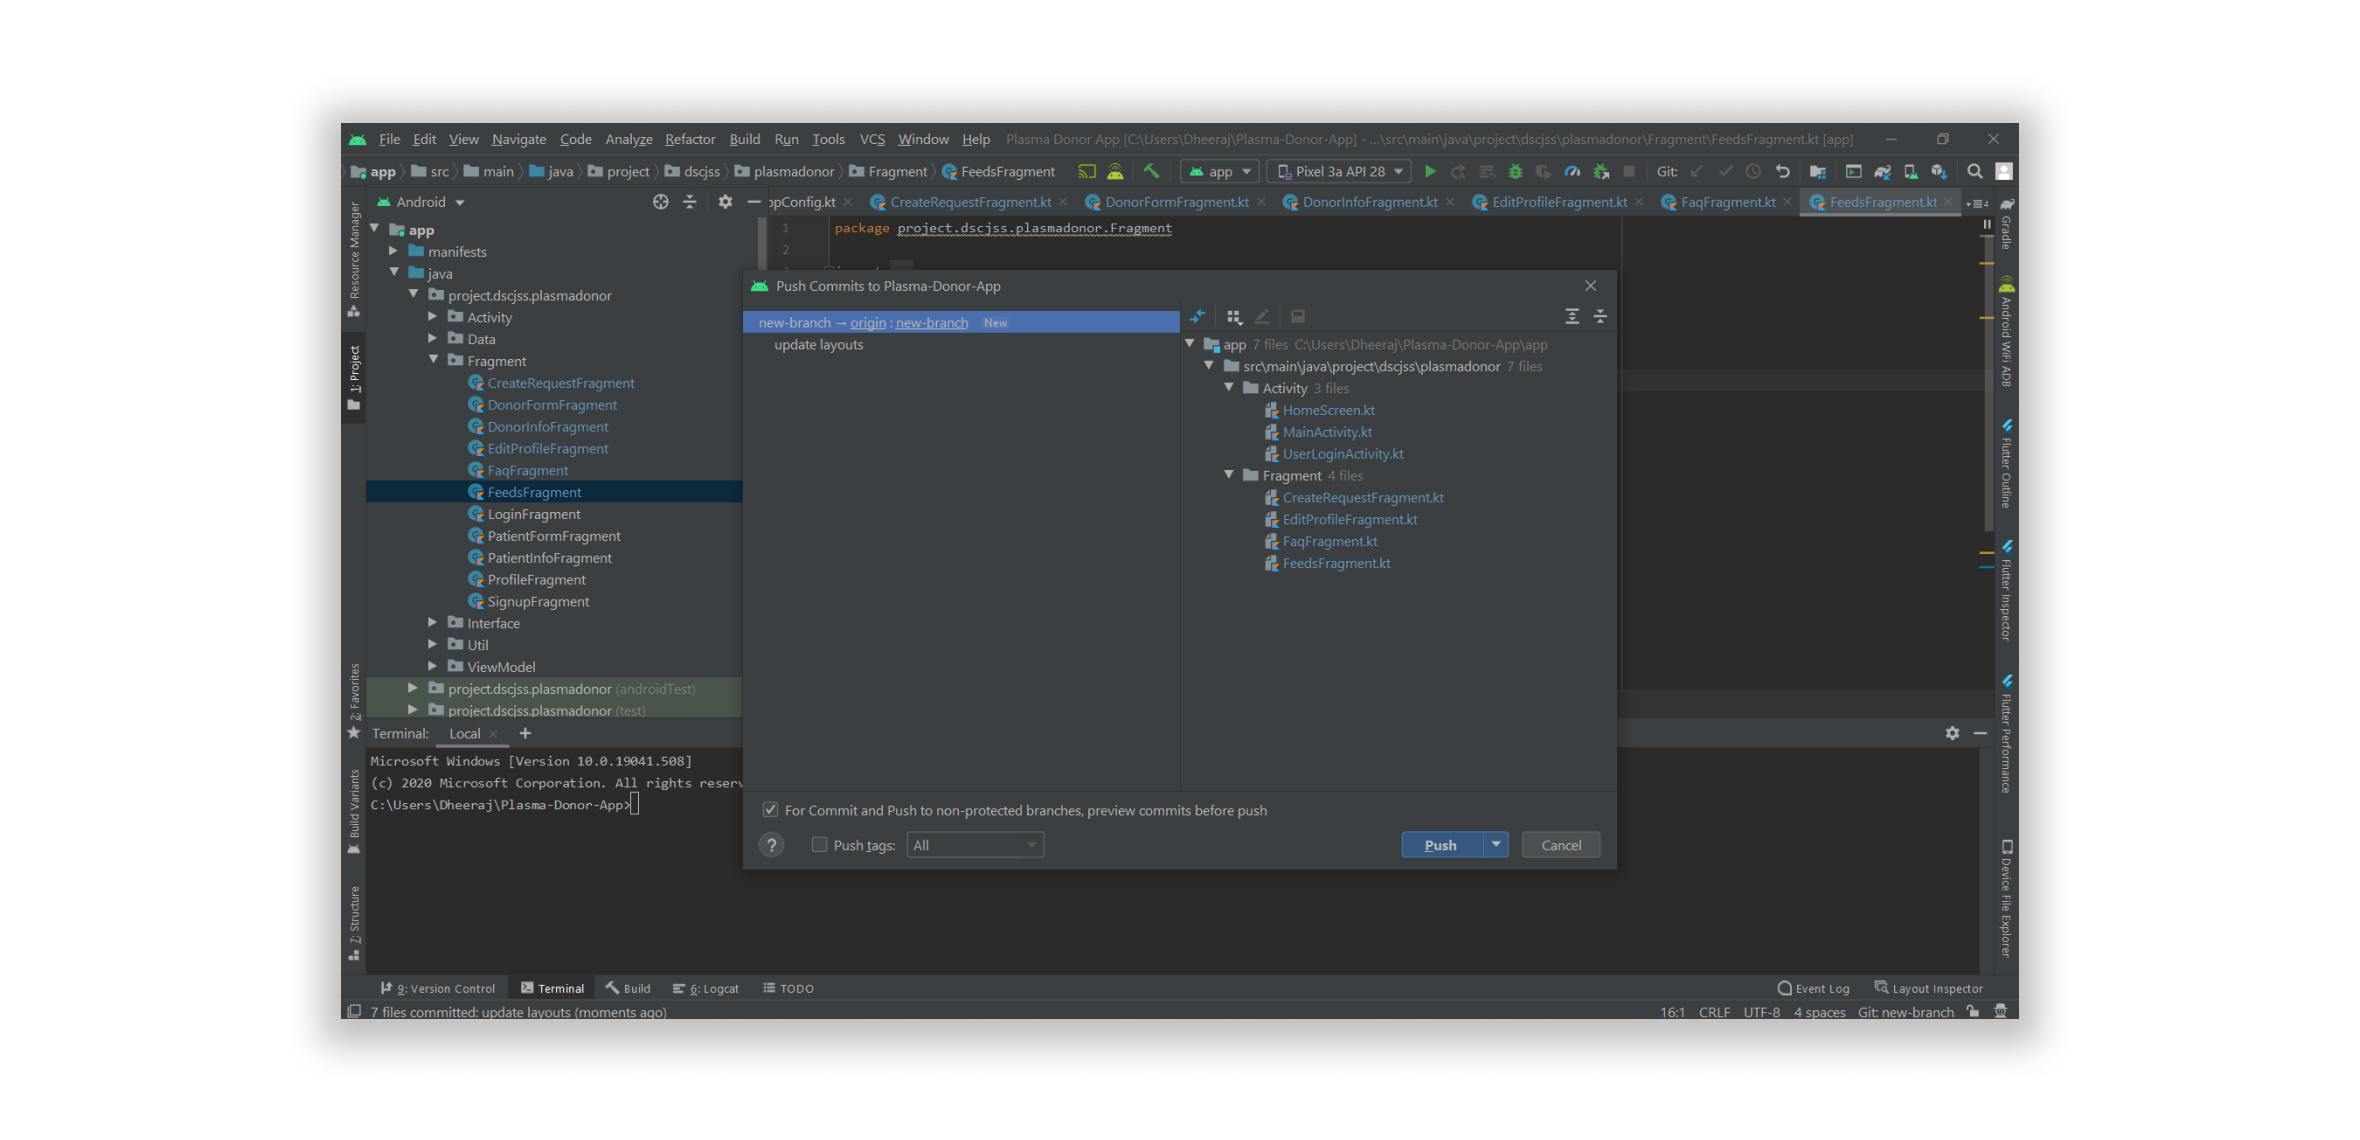 File Edit View Navigate Code Analyze Refactor Build Run Tools VCS Window Help Plasma Donor App [C:\Users\Dheeraj\Plasma-Donor-App] - ...\src\main\java\project\dscjss\plasmadonor\Fragment\FeedsFragment.kt [app]
app src main java project dscjss plasmadonor Fragment FeedsFragment app Pixel 3a API 28 Git:
Android
ppConfig.kt CreateRequestFragment.kt DonorFormFragment.kt DonorInfoFragment.kt EditProfileFragment.kt FaqFragment.kt FeedsFragment.kt
Resource Manager
1: Project
2: Favorites
Build Variants
7: Structure
app
manifests
java
project.dscjss.plasmadonor
Activity
Data
Fragment
CreateRequestFragment
DonorFormFragment
DonorInfoFragment
EditProfileFragment
FaqFragment
FeedsFragment
LoginFragment
PatientFormFragment
PatientInfoFragment
ProfileFragment
SignupFragment
Interface
Util
ViewModel
project.dscjss.plasmadonor (androidTest)
project.dscjss.plasmadonor (test)
1 package project.dscjss.plasmadonor.Fragment
2
Push Commits to Plasma-Donor-App
new-branch → origin : new-branch New
update layouts
app 7 files C:\Users\Dheeraj\Plasma-Donor-App\app
src\main\java\project\dscjss\plasmadonor 7 files
Activity 3 files
HomeScreen.kt
MainActivity.kt
UserLoginActivity.kt
Fragment 4 files
CreateRequestFragment.kt
EditProfileFragment.kt
FaqFragment.kt
FeedsFragment.kt
For Commit and Push to non-protected branches, preview commits before push
? Push tags: All Push Cancel
Gradle
Android WiFi ADB
Flutter Outline
Flutter Inspector
Flutter Performance
Device File Explorer
Terminal: Local +
Microsoft Windows [Version 10.0.19041.508]
(c) 2020 Microsoft Corporation. All rights reserv
C:\Users\Dheeraj\Plasma-Donor-App>
9: Version Control Terminal Build 6: Logcat TODO Event Log Layout Inspector
7 files committed: update layouts (moments ago) 16:1 CRLF UTF-8 4 spaces Git: new-branch